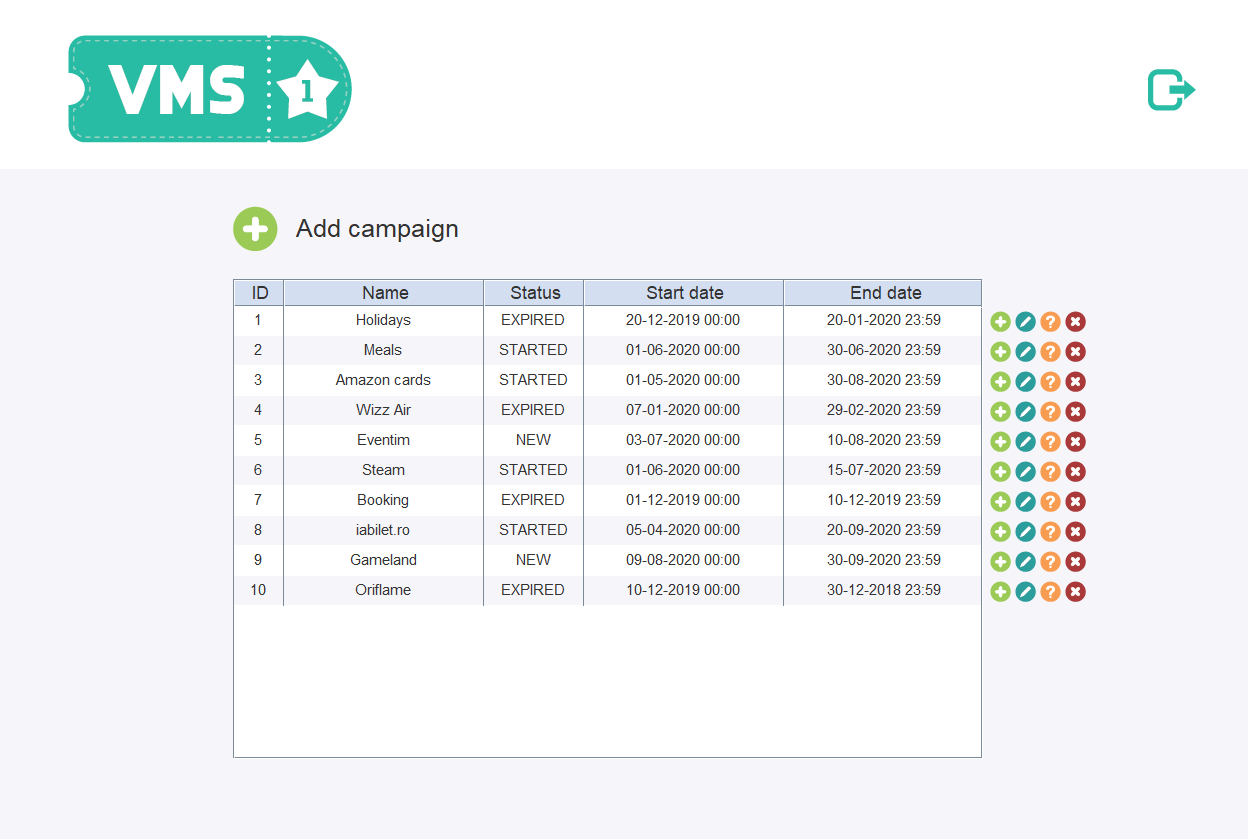 VMS 1
Add campaign
ID Name Status Start date End date
1 Holidays EXPIRED 20-12-2019 00:00 20-01-2020 23:59
2 Meals STARTED 01-06-2020 00:00 30-06-2020 23:59
3 Amazon cards STARTED 01-05-2020 00:00 30-08-2020 23:59
4 Wizz Air EXPIRED 07-01-2020 00:00 29-02-2020 23:59
5 Eventim NEW 03-07-2020 00:00 10-08-2020 23:59
6 Steam STARTED 01-06-2020 00:00 15-07-2020 23:59
7 Booking EXPIRED 01-12-2019 00:00 10-12-2019 23:59
8 iabilet.ro STARTED 05-04-2020 00:00 20-09-2020 23:59
9 Gameland NEW 09-08-2020 00:00 30-09-2020 23:59
10 Oriflame EXPIRED 10-12-2019 00:00 30-12-2018 23:59